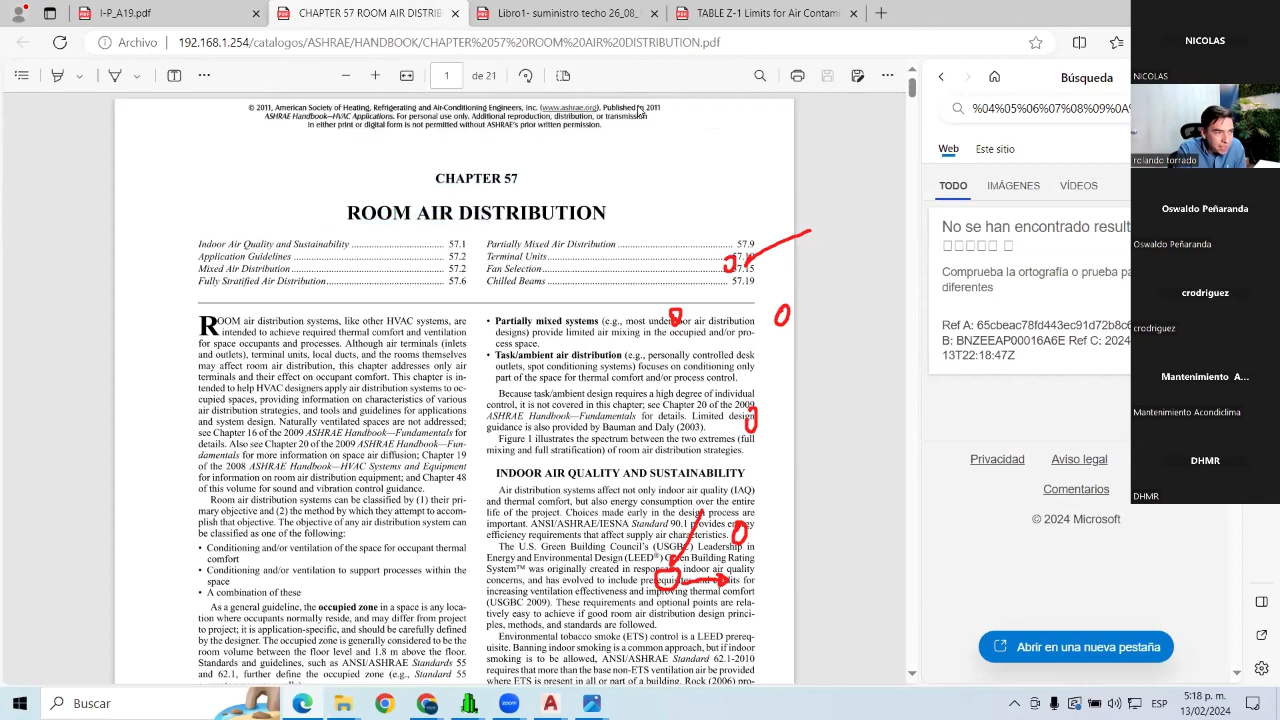 I-P_A19.pdf
CHAPTER 57 ROOM AIR DISTRIB
Libro1- suministro techo 26_08_
TABLE Z-1 Limits for Air Contami
Archivo
192.168.1.254/catalogos/ASHRAE/HANDBOOK/CHAPTER%2057%20ROOM%20AIR%20DISTRIBUTION.pdf
1 de 21
© 2011, American Society of Heating, Refrigerating and Air-Conditioning Engineers, Inc. (www.ashrae.org). Published in 2011
ASHRAE Handbook—HVAC Applications. For personal use only. Additional reproduction, distribution, or transmission
in either print or digital form is not permitted without ASHRAE's prior written permission.
CHAPTER 57
ROOM AIR DISTRIBUTION
Indoor Air Quality and Sustainability ........................ 57.1
Application Guidelines ........................ 57.2
Mixed Air Distribution ........................ 57.2
Fully Stratified Air Distribution ........................ 57.6
Partially Mixed Air Distribution ........................ 57.9
Terminal Units ........................
Fan Selection ........................ 57.15
Chilled Beams ........................ 57.19
ROOM air distribution systems, like other HVAC systems, are
intended to achieve required thermal comfort and ventilation
for space occupants and processes. Although air terminals (inlets
and outlets), terminal units, local ducts, and the rooms themselves
may affect room air distribution, this chapter addresses only air
terminals and their effect on occupant comfort. This chapter is in-
tended to help HVAC designers apply air distribution systems to oc-
cupied spaces, providing information on characteristics of various
air distribution strategies, and tools and guidelines for applications
and system design. Naturally ventilated spaces are not addressed;
see Chapter 16 of the 2009 ASHRAE Handbook—Fundamentals for
details. Also see Chapter 20 of the 2009 ASHRAE Handbook—Fun-
damentals for more information on space air diffusion; Chapter 19
of the 2008 ASHRAE Handbook—HVAC Systems and Equipment
for information on room air distribution equipment; and Chapter 48
of this volume for sound and vibration control guidance.
Room air distribution systems can be classified by (1) their pri-
mary objective and (2) the method by which they attempt to accom-
plish that objective. The objective of any air distribution system can
be classified as one of the following:
• Conditioning and/or ventilation of the space for occupant thermal
comfort
• Conditioning and/or ventilation to support processes within the
space
• A combination of these
As a general guideline, the occupied zone in a space is any loca-
tion where occupants normally reside, and may differ from project
to project; it is application-specific, and should be carefully defined
by the designer. The occupied zone is generally considered to be the
room volume between the floor level and 1.8 m above the floor.
Standards and guidelines, such as ANSI/ASHRAE Standards 55
and 62.1, further define the occupied zone (e.g., Standard 55
• Partially mixed systems (e.g., most underfloor air distribution
designs) provide limited air mixing in the occupied and/or pro-
cess space.
• Task/ambient air distribution (e.g., personally controlled desk
outlets, spot conditioning systems) focuses on conditioning only
part of the space for thermal comfort and/or process control.
Because task/ambient design requires a high degree of individual
control, it is not covered in this chapter; see Chapter 20 of the 2009
ASHRAE Handbook—Fundamentals for details. Limited design
guidance is also provided by Bauman and Daly (2003).
Figure 1 illustrates the spectrum between the two extremes (full
mixing and full stratification) of room air distribution strategies.
INDOOR AIR QUALITY AND SUSTAINABILITY
Air distribution systems affect not only indoor air quality (IAQ)
and thermal comfort, but also energy consumption over the entire
life of the project. Choices made early in the design process are
important. ANSI/ASHRAE/IESNA Standard 90.1 provides energy
efficiency requirements that affect supply air characteristics.
The U.S. Green Building Council's (USGBC) Leadership in
Energy and Environmental Design (LEED®) Green Building Rating
System™ was originally created in response to indoor air quality
concerns, and has evolved to include prerequisites and credits for
increasing ventilation effectiveness and improving thermal comfort
(USGBC 2009). These requirements and optional points are rela-
tively easy to achieve if good room air distribution design princi-
ples, methods, and standards are followed.
Environmental tobacco smoke (ETS) control is a LEED prereq-
uisite. Banning indoor smoking is a common approach, but if indoor
smoking is to be allowed, ANSI/ASHRAE Standard 62.1-2010
requires that more than the base non-ETS ventilation air be provided
where ETS is present in all or part of a building. Rock (2006) pro-
Búsqueda
%04%05%06%07%08%09%0A%
Web
Este sitio
TODO
IMÁGENES
VÍDEOS
No se han encontrado result
Comprueba la ortografía o prueba pa
diferentes
Ref A: 65cbeac78fd443ec91d72b8c6
B: BNZEEAP00016A6E Ref C: 2024
13T22:18:47Z
Privacidad
Aviso legal
Comentarios
© 2024 Microsoft
Abrir en una nueva pestaña
NICOLAS
NICOLAS
rolando torrado
Oswaldo Peñaranda
Oswaldo Peñaranda
crodriguez
crodriguez
Mantenimiento A...
Mantenimiento Acondiclima
DHMR
DHMR
Buscar
zoom
ESP
5:18 p. m.
13/02/2024